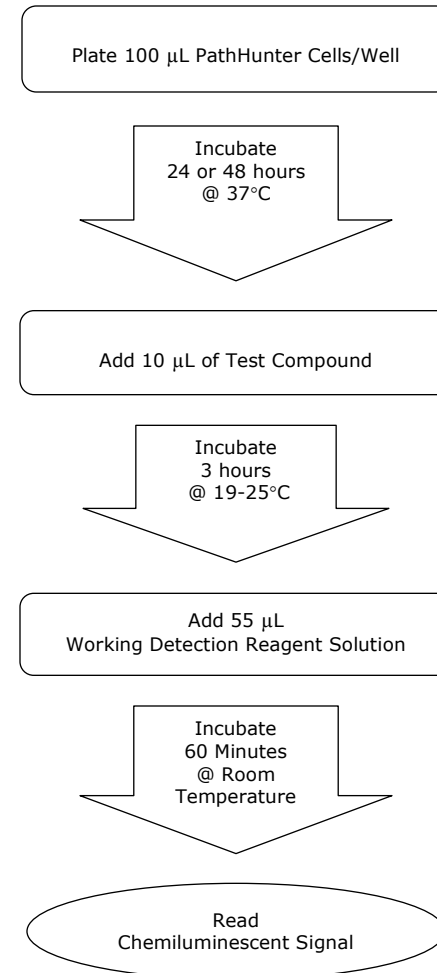 Plate 100 μL PathHunter Cells/Well
Incubate
24 or 48 hours
@ 37°C
Add 10 μL of Test Compound
Incubate
3 hours
@ 19-25°C
Add 55 μL
Working Detection Reagent Solution
Incubate
60 Minutes
@ Room
Temperature
Read
Chemiluminescent Signal